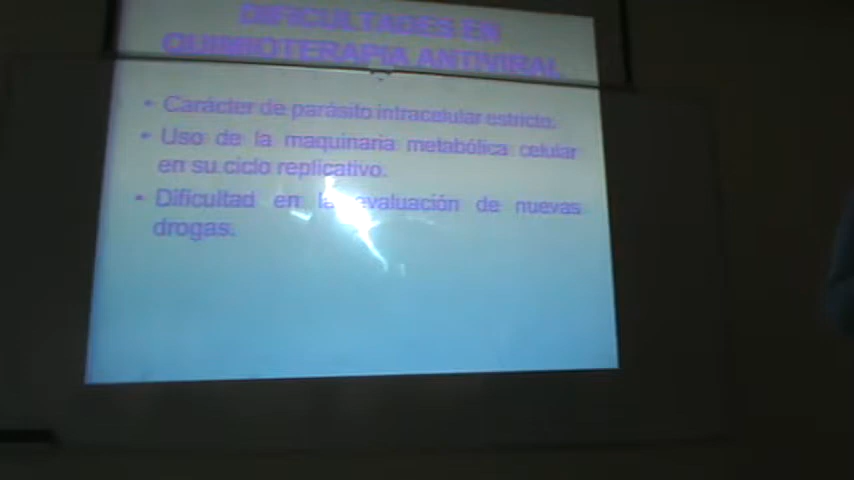 DIFICULTADES EN
QUIMIOTERAPIA ANTIVIRAL
• Carácter de parásito intracelular estricto.
• Uso de la maquinaria metabólica celular
en su ciclo replicativo.
• Dificultad en la evaluación de nuevas
drogas.